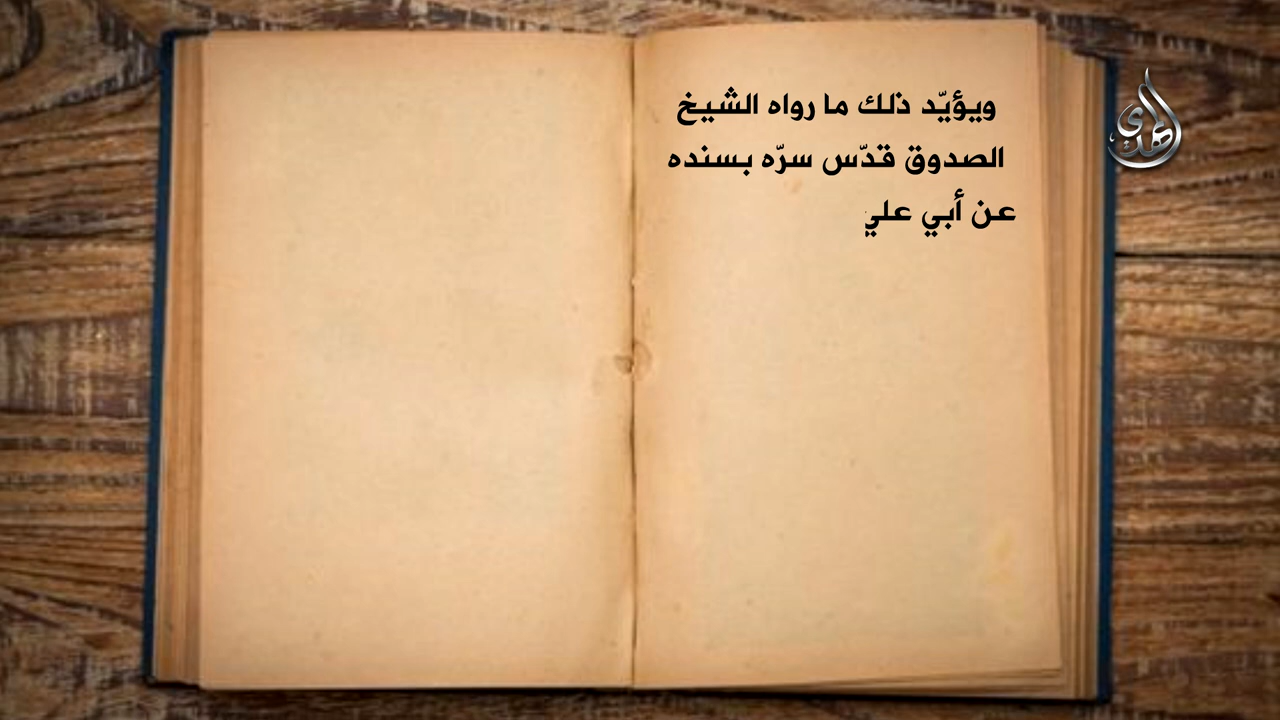 ويؤيّد ذلك ما رواه الشيخ
الصدوق قدّس سرّه بسنده
عن أبي علي